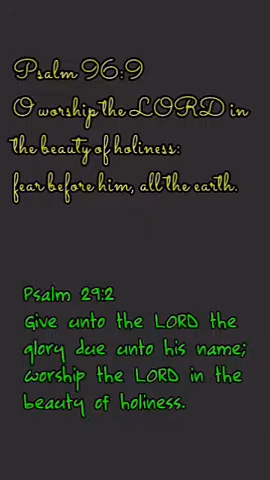 Psalm 96:9
O worship the LORD in
the beauty of holiness:
fear before him, all the earth.
Psalm 29:2
Give unto the LORD the
glory due unto his name;
worship the LORD in the
beauty of holiness.